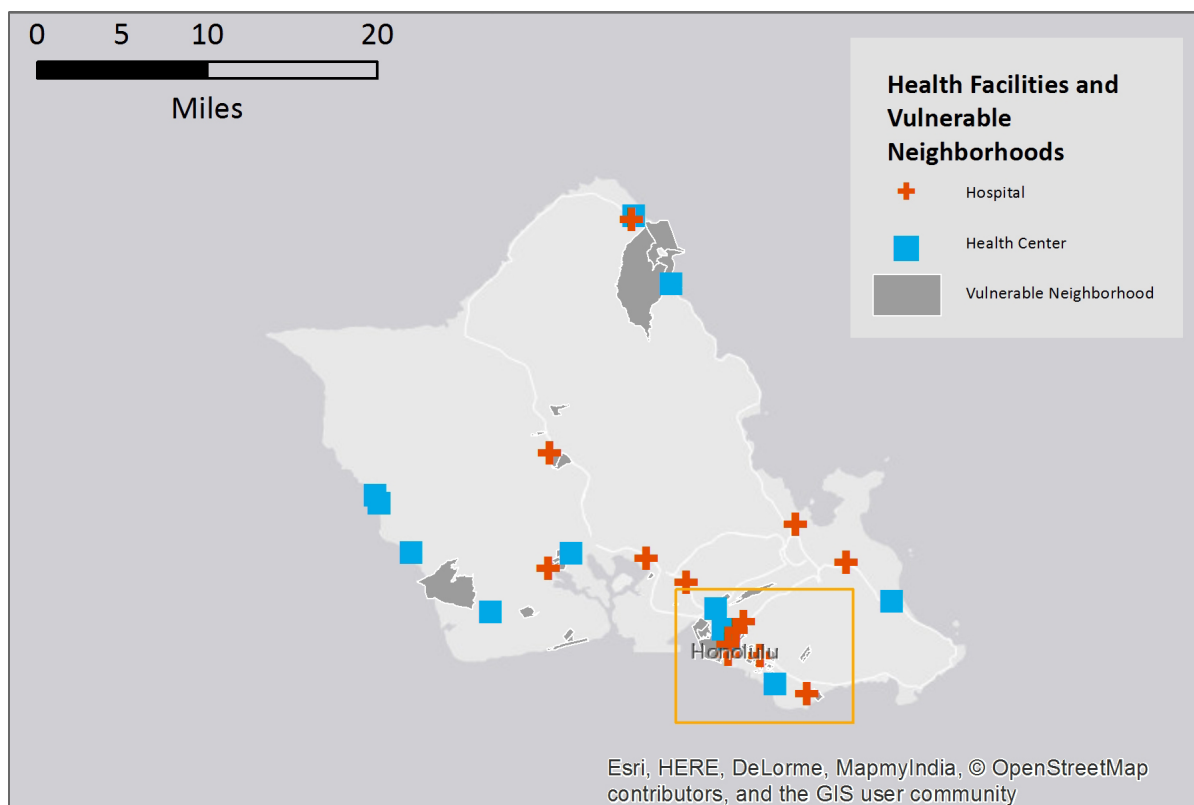 0 5 10 20
Miles
Health Facilities and
Vulnerable
Neighborhoods
Hospital
Health Center
Vulnerable Neighborhood
Honolulu
Esri, HERE, DeLorme, MapmyIndia, © OpenStreetMap
contributors, and the GIS user community